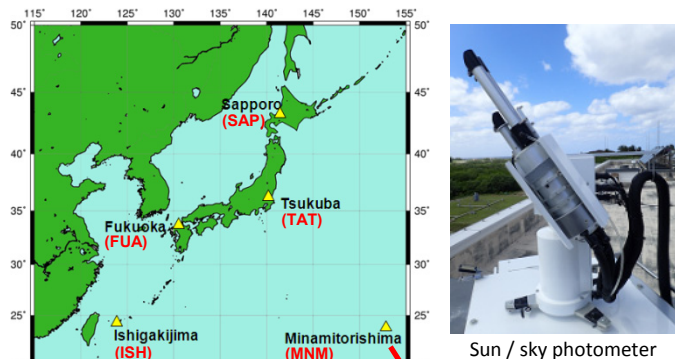 115° 120° 125° 130° 135° 140° 145° 150° 155°
50° 50°
45° 45°
Sapporo
(SAP)
40° 40°
Tsukuba
(TAT)
35° 35°
Fukuoka
(FUA)
30° 30°
25° 25°
Ishigakijima
(ISH)
Minamitorishima
(MNM)
Sun / sky photometer